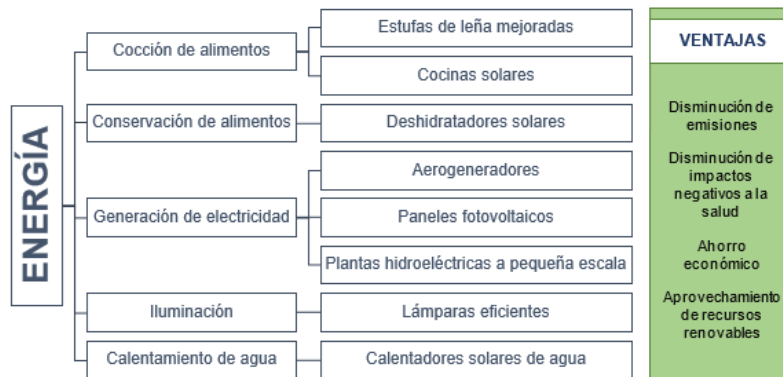 ENERGÍA
Cocción de alimentos
Estufas de leña mejoradas
Cocinas solares
Conservación de alimentos
Deshidratadores solares
Generación de electricidad
Aerogeneradores
Paneles fotovoltaicos
Plantas hidroeléctricas a pequeña escala
Iluminación
Lámparas eficientes
Calentamiento de agua
Calentadores solares de agua
VENTAJAS
Disminución de
emisiones
Disminución de
impactos
negativos a la
salud
Ahorro
económico
Aprovechamiento
de recursos
renovables